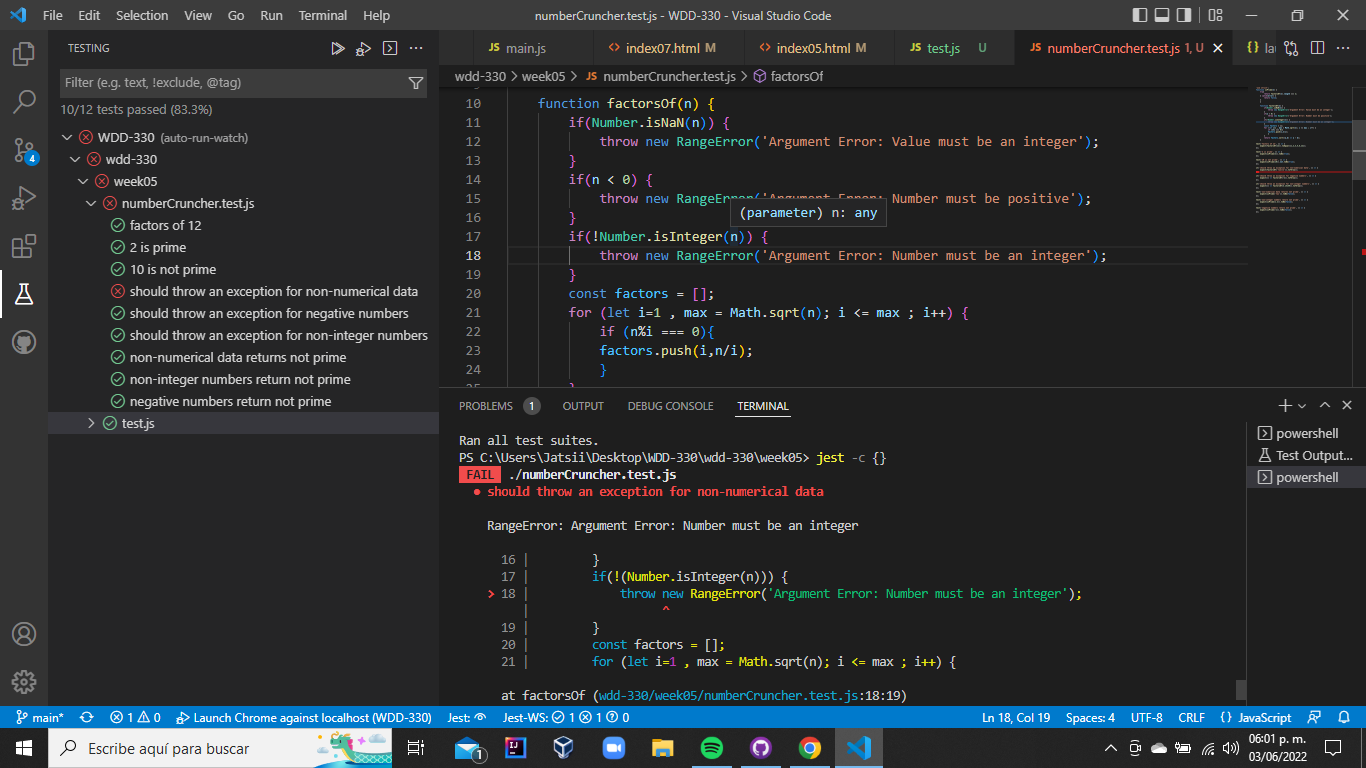 File Edit Selection View Go Run Terminal Help
numberCruncher.test.js - WDD-330 - Visual Studio Code
TESTING
Filter (e.g. text, !exclude, @tag)
10/12 tests passed (83.3%)
WDD-330 (auto-run-watch)
wdd-330
week05
numberCruncher.test.js
factors of 12
2 is prime
10 is not prime
should throw an exception for non-numerical data
should throw an exception for negative numbers
should throw an exception for non-integer numbers
non-numerical data returns not prime
non-integer numbers return not prime
negative numbers return not prime
test.js
4
JS main.js
<> index07.html M
<> index05.html M
JS test.js U
JS numberCruncher.test.js 1, U
{}
wdd-330 > week05 > JS numberCruncher.test.js > factorsOf
10 function factorsOf(n) {
11 if(Number.isNaN(n)) {
12 throw new RangeError('Argument Error: Value must be an integer');
13 }
14 if(n < 0) {
15 throw new RangeError('Argument Error: Number must be positive');
(parameter) n: any
16 }
17 if(!Number.isInteger(n)) {
18 throw new RangeError('Argument Error: Number must be an integer');
19 }
20 const factors = [];
21 for (let i=1 , max = Math.sqrt(n); i <= max ; i++) {
22 if (n%i === 0){
23 factors.push(i,n/i);
24 }
PROBLEMS 1 OUTPUT DEBUG CONSOLE TERMINAL
Ran all test suites.
PS C:\Users\Jatsii\Desktop\WDD-330\wdd-330\week05> jest -c {}
FAIL ./numberCruncher.test.js
● should throw an exception for non-numerical data
RangeError: Argument Error: Number must be an integer
16 | }
17 | if(!(Number.isInteger(n))) {
> 18 | throw new RangeError('Argument Error: Number must be an integer');
| ^
19 | }
20 | const factors = [];
21 | for (let i=1 , max = Math.sqrt(n); i <= max ; i++) {
at factorsOf (wdd-330/week05/numberCruncher.test.js:18:19)
powershell
Test Output...
powershell
main* 1 0 Launch Chrome against localhost (WDD-330) Jest: Jest-WS: 1 1 0
Ln 18, Col 19 Spaces: 4 UTF-8 CRLF {} JavaScript
Escribe aquí para buscar
1
06:01 p. m.
03/06/2022